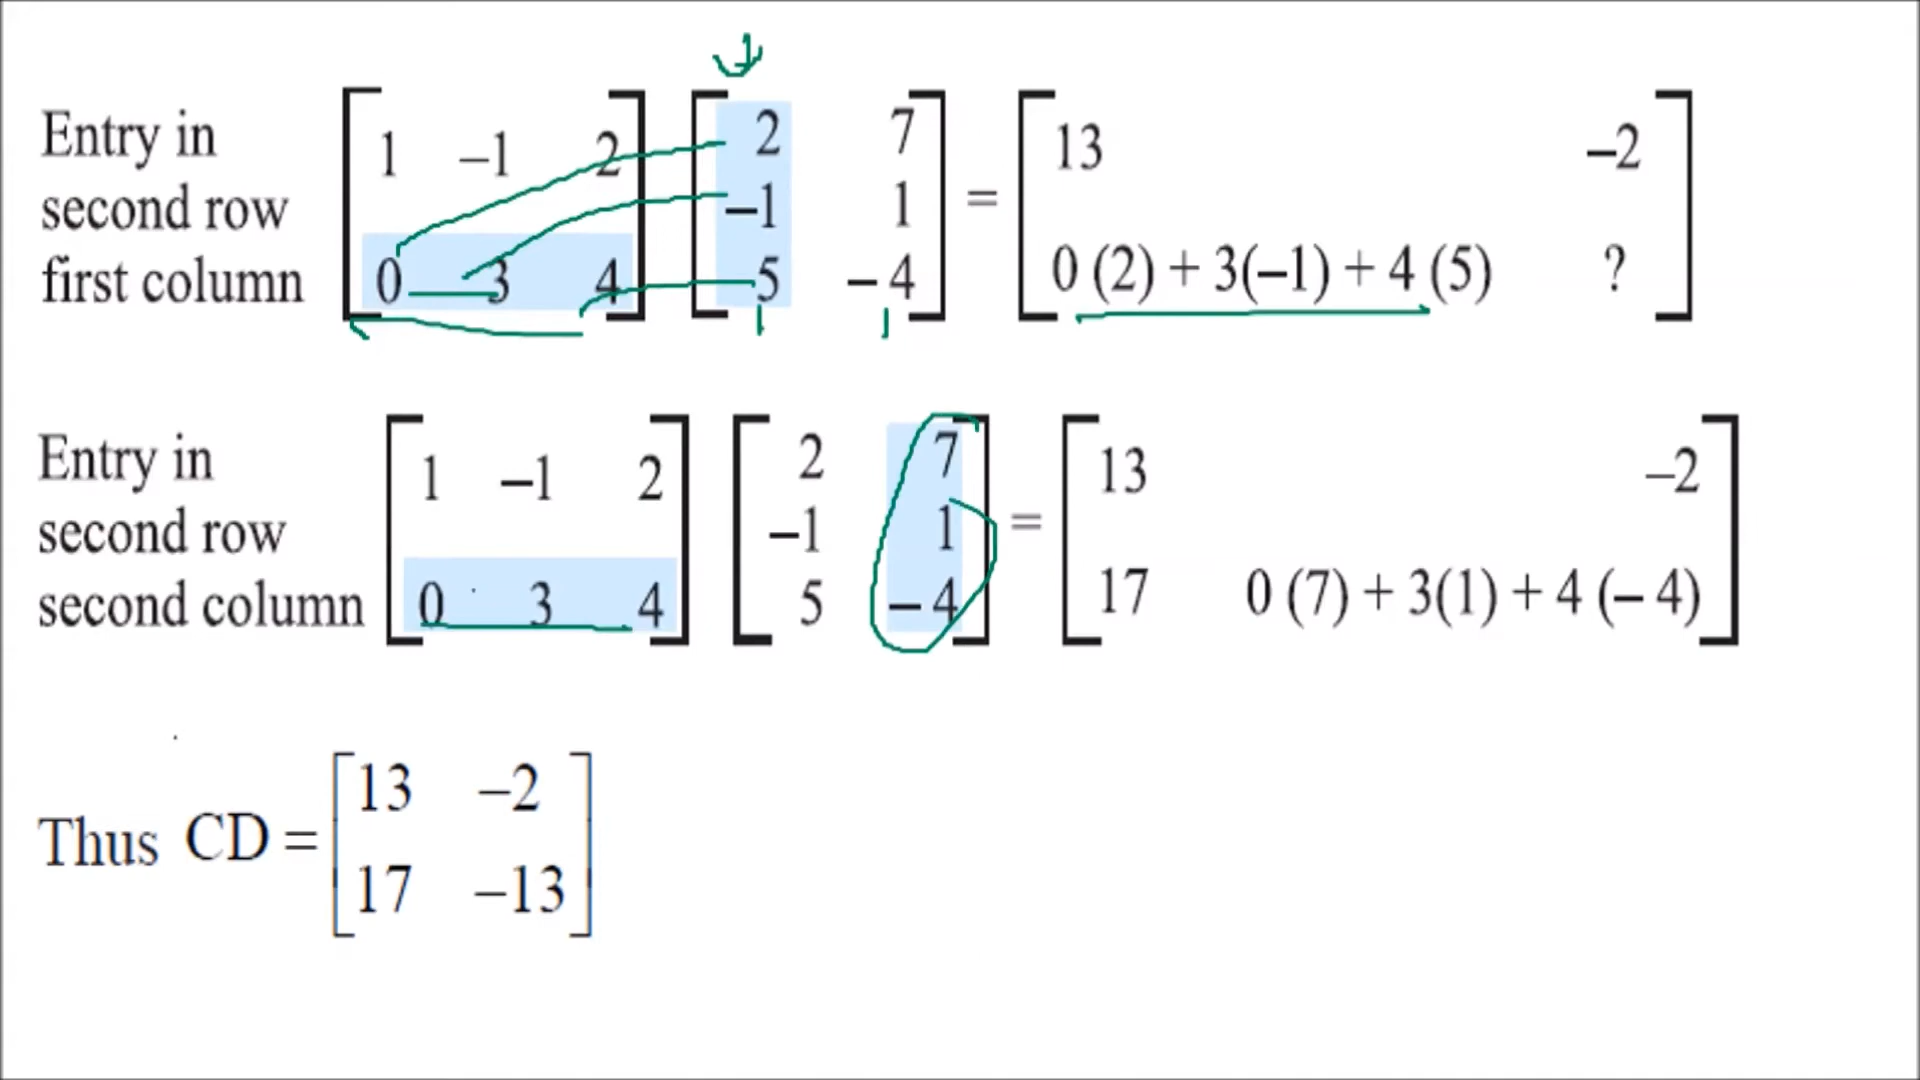 Entry in
second row
first column
[1 –1 2
0 3 4] [2 7
–1 1
5 –4] = [13 –2
0 (2) + 3(–1) + 4 (5) ?]
Entry in
second row
second column
[1 –1 2
0 3 4] [2 7
–1 1
5 –4] = [13 –2
17 0 (7) + 3(1) + 4 (– 4)]
Thus CD = [13 –2
17 –13]